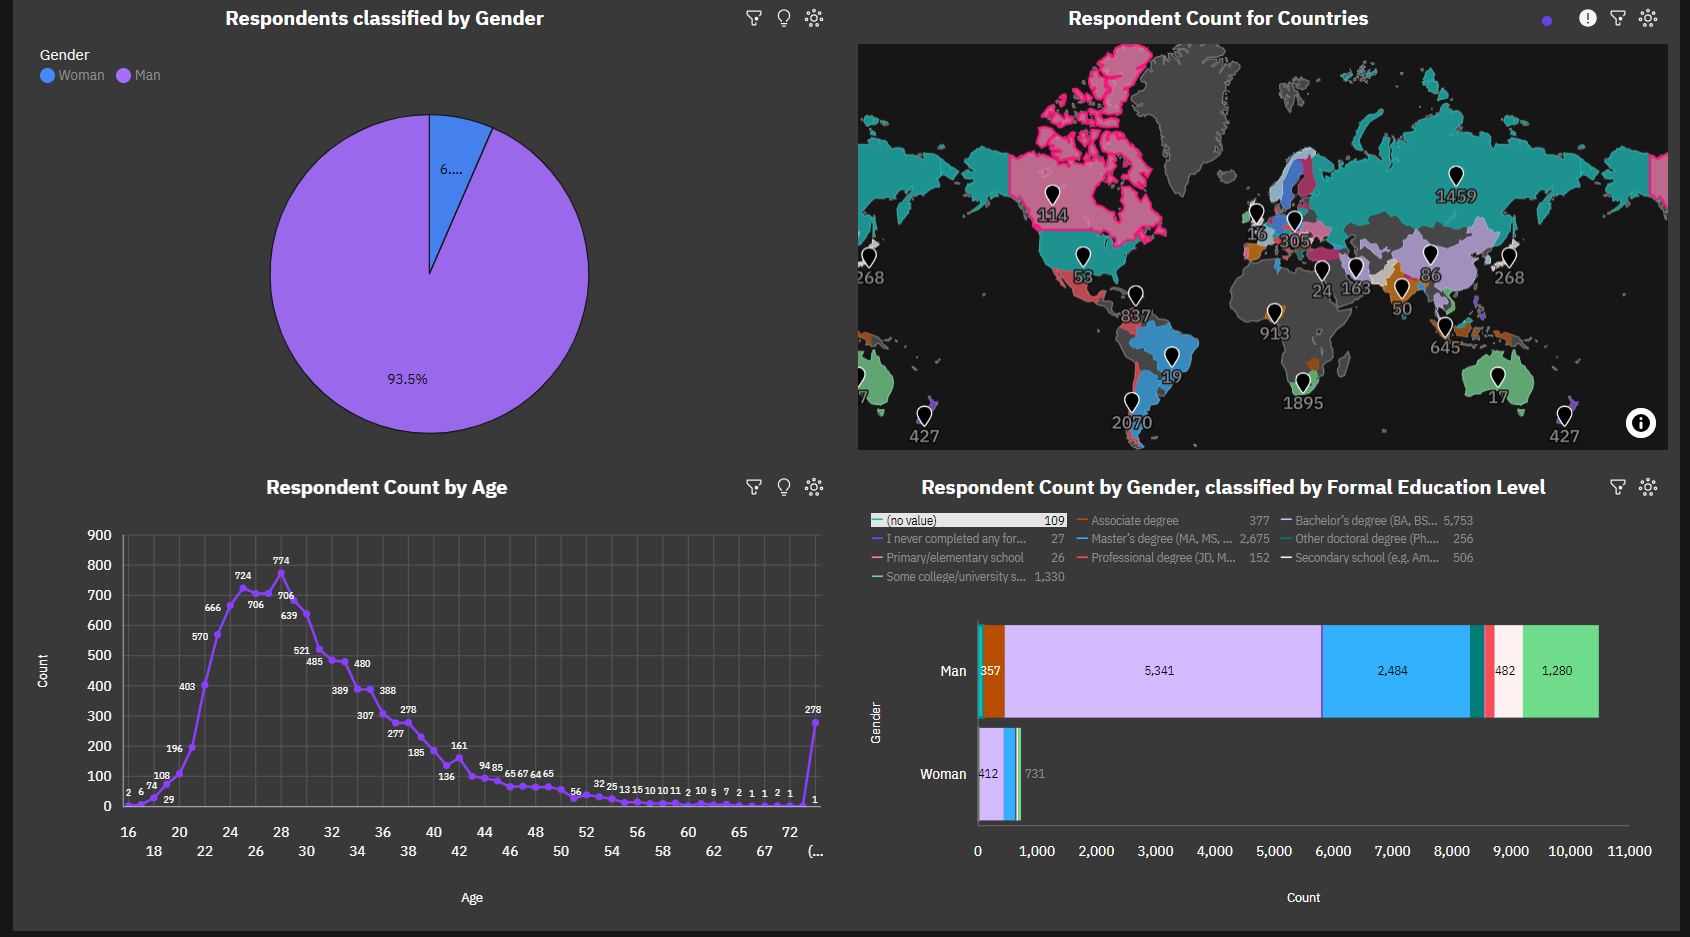 Respondents classified by Gender
Gender
Woman Man
6....
93.5%
Respondent Count for Countries
114
1459
16
305
53
268
86
268
24 163
50
837
913
645
19
7
17
1895
2070
427
427
Respondent Count by Age
Count
900
800
700
600
500
400
300
200
100
0
2 6 74 108 29 196 403 570 666 724 706 706 774 639 521 485 480 389 388 307 277 278 185 136 161 94 85 65 67 64 65 56 32 25 13 15 10 10 11 2 10 5 7 2 1 1 2 1 278 1
16 20 24 28 32 36 40 44 48 52 56 60 65 72
18 22 26 30 34 38 42 46 50 54 58 62 67 (...
Age
Respondent Count by Gender, classified by Formal Education Level
(no value) 109 Associate degree 377 Bachelor's degree (BA, BS... 5,753
I never completed any for... 27 Master's degree (MA, MS, ... 2,675 Other doctoral degree (Ph.... 256
Primary/elementary school 26 Professional degree (JD, M... 152 Secondary school (e.g. Am... 506
Some college/university s... 1,330
Gender
Man 357 5,341 2,484 482 1,280
Woman 412 731
0 1,000 2,000 3,000 4,000 5,000 6,000 7,000 8,000 9,000 10,000 11,000
Count